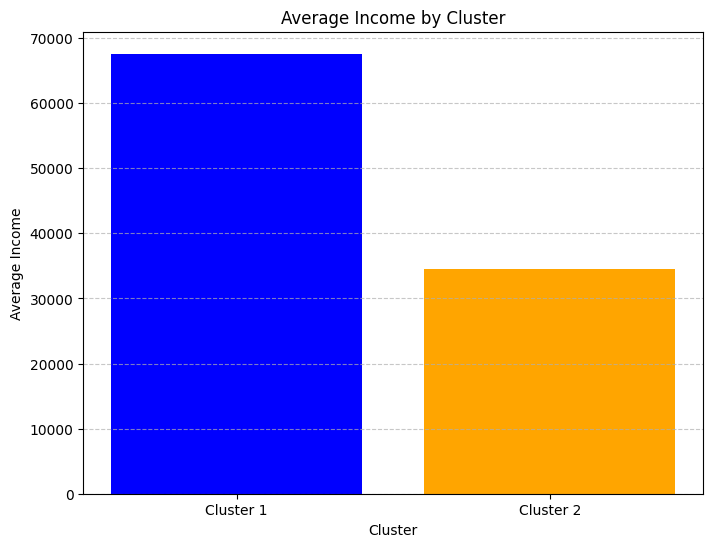 Average Income by Cluster
70000
60000
50000
40000
30000
20000
10000
0
Average Income
Cluster 1
Cluster 2
Cluster